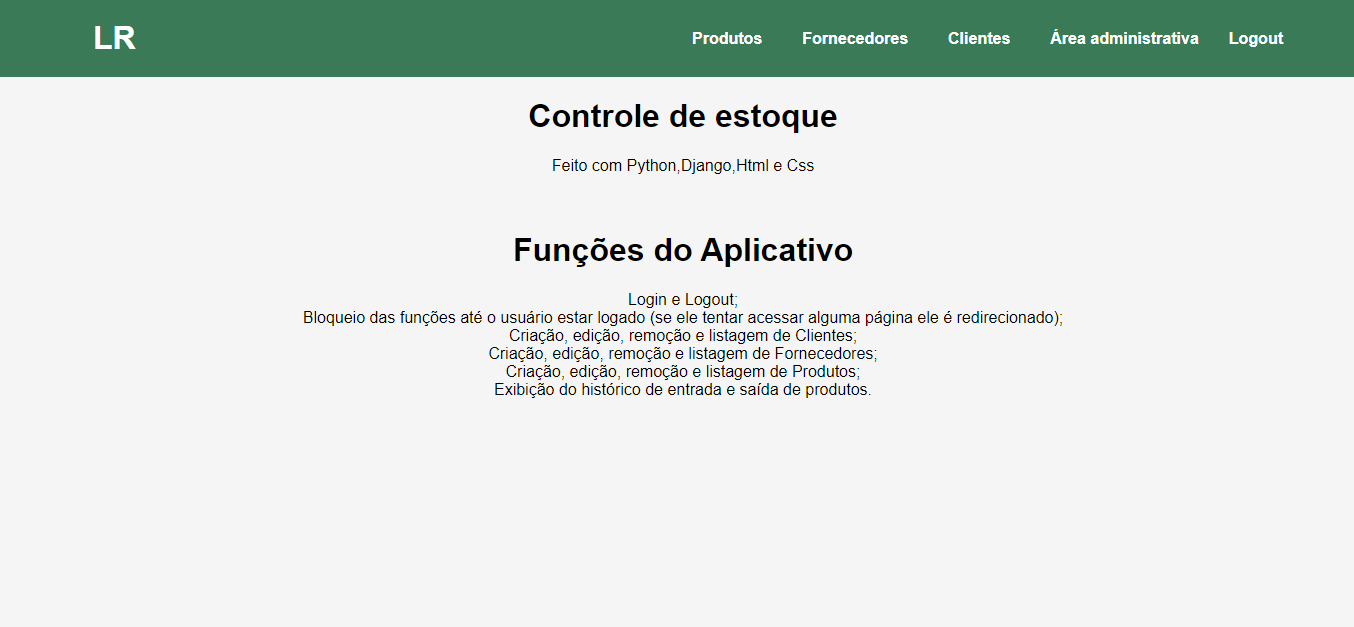 LR
Produtos Fornecedores Clientes Área administrativa Logout
Controle de estoque
Feito com Python,Django,Html e Css
Funções do Aplicativo
Login e Logout;
Bloqueio das funções até o usuário estar logado (se ele tentar acessar alguma página ele é redirecionado);
Criação, edição, remoção e listagem de Clientes;
Criação, edição, remoção e listagem de Fornecedores;
Criação, edição, remoção e listagem de Produtos;
Exibição do histórico de entrada e saída de produtos.